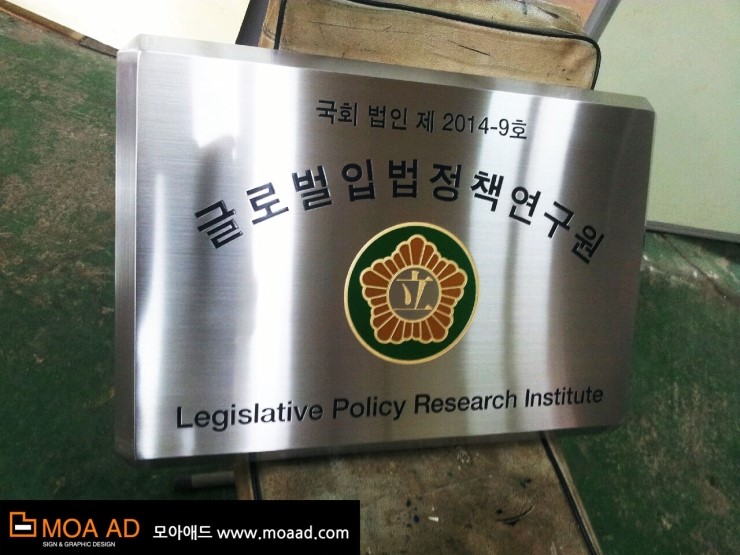 국회 법인 제 2014-9호
글로벌입법정책연구원
立
Legislative Policy Research Institute
MOA AD 모아애드 www.moaad.com
SIGN & GRAPHIC DESIGN